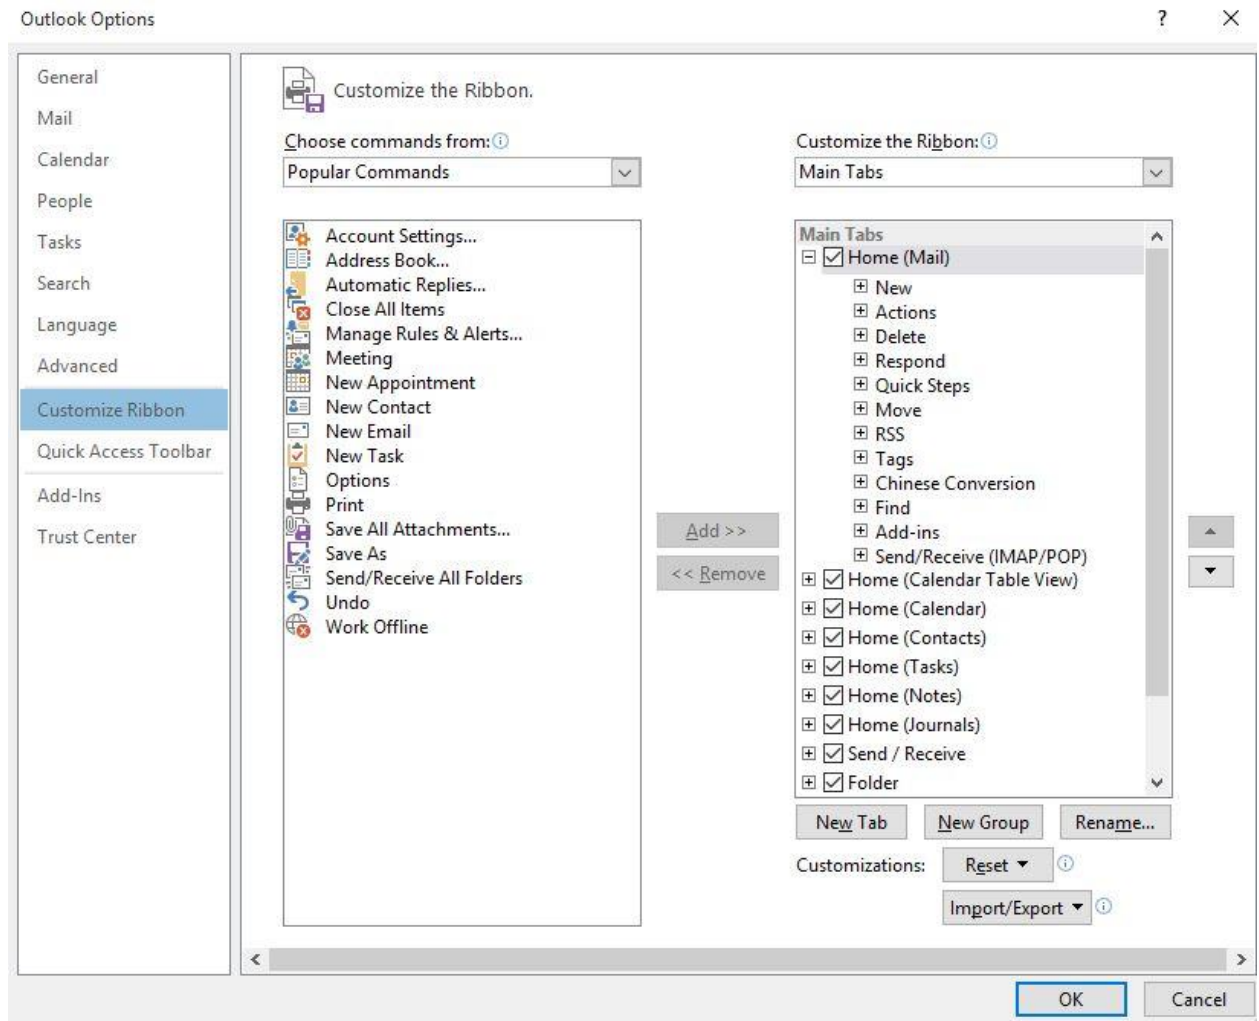 Outlook Options
?
General
Mail
Calendar
People
Tasks
Search
Language
Advanced
Customize Ribbon
Quick Access Toolbar
Add-Ins
Trust Center
Customize the Ribbon.
Choose commands from:
Popular Commands
Account Settings...
Address Book...
Automatic Replies...
Close All Items
Manage Rules & Alerts...
Meeting
New Appointment
New Contact
New Email
New Task
Options
Print
Save All Attachments...
Save As
Send/Receive All Folders
Undo
Work Offline
Add >>
<< Remove
Customize the Ribbon:
Main Tabs
Main Tabs
Home (Mail)
New
Actions
Delete
Respond
Quick Steps
Move
RSS
Tags
Chinese Conversion
Find
Add-ins
Send/Receive (IMAP/POP)
Home (Calendar Table View)
Home (Calendar)
Home (Contacts)
Home (Tasks)
Home (Notes)
Home (Journals)
Send / Receive
Folder
New Tab
New Group
Rename...
Customizations:
Reset
Import/Export
OK
Cancel